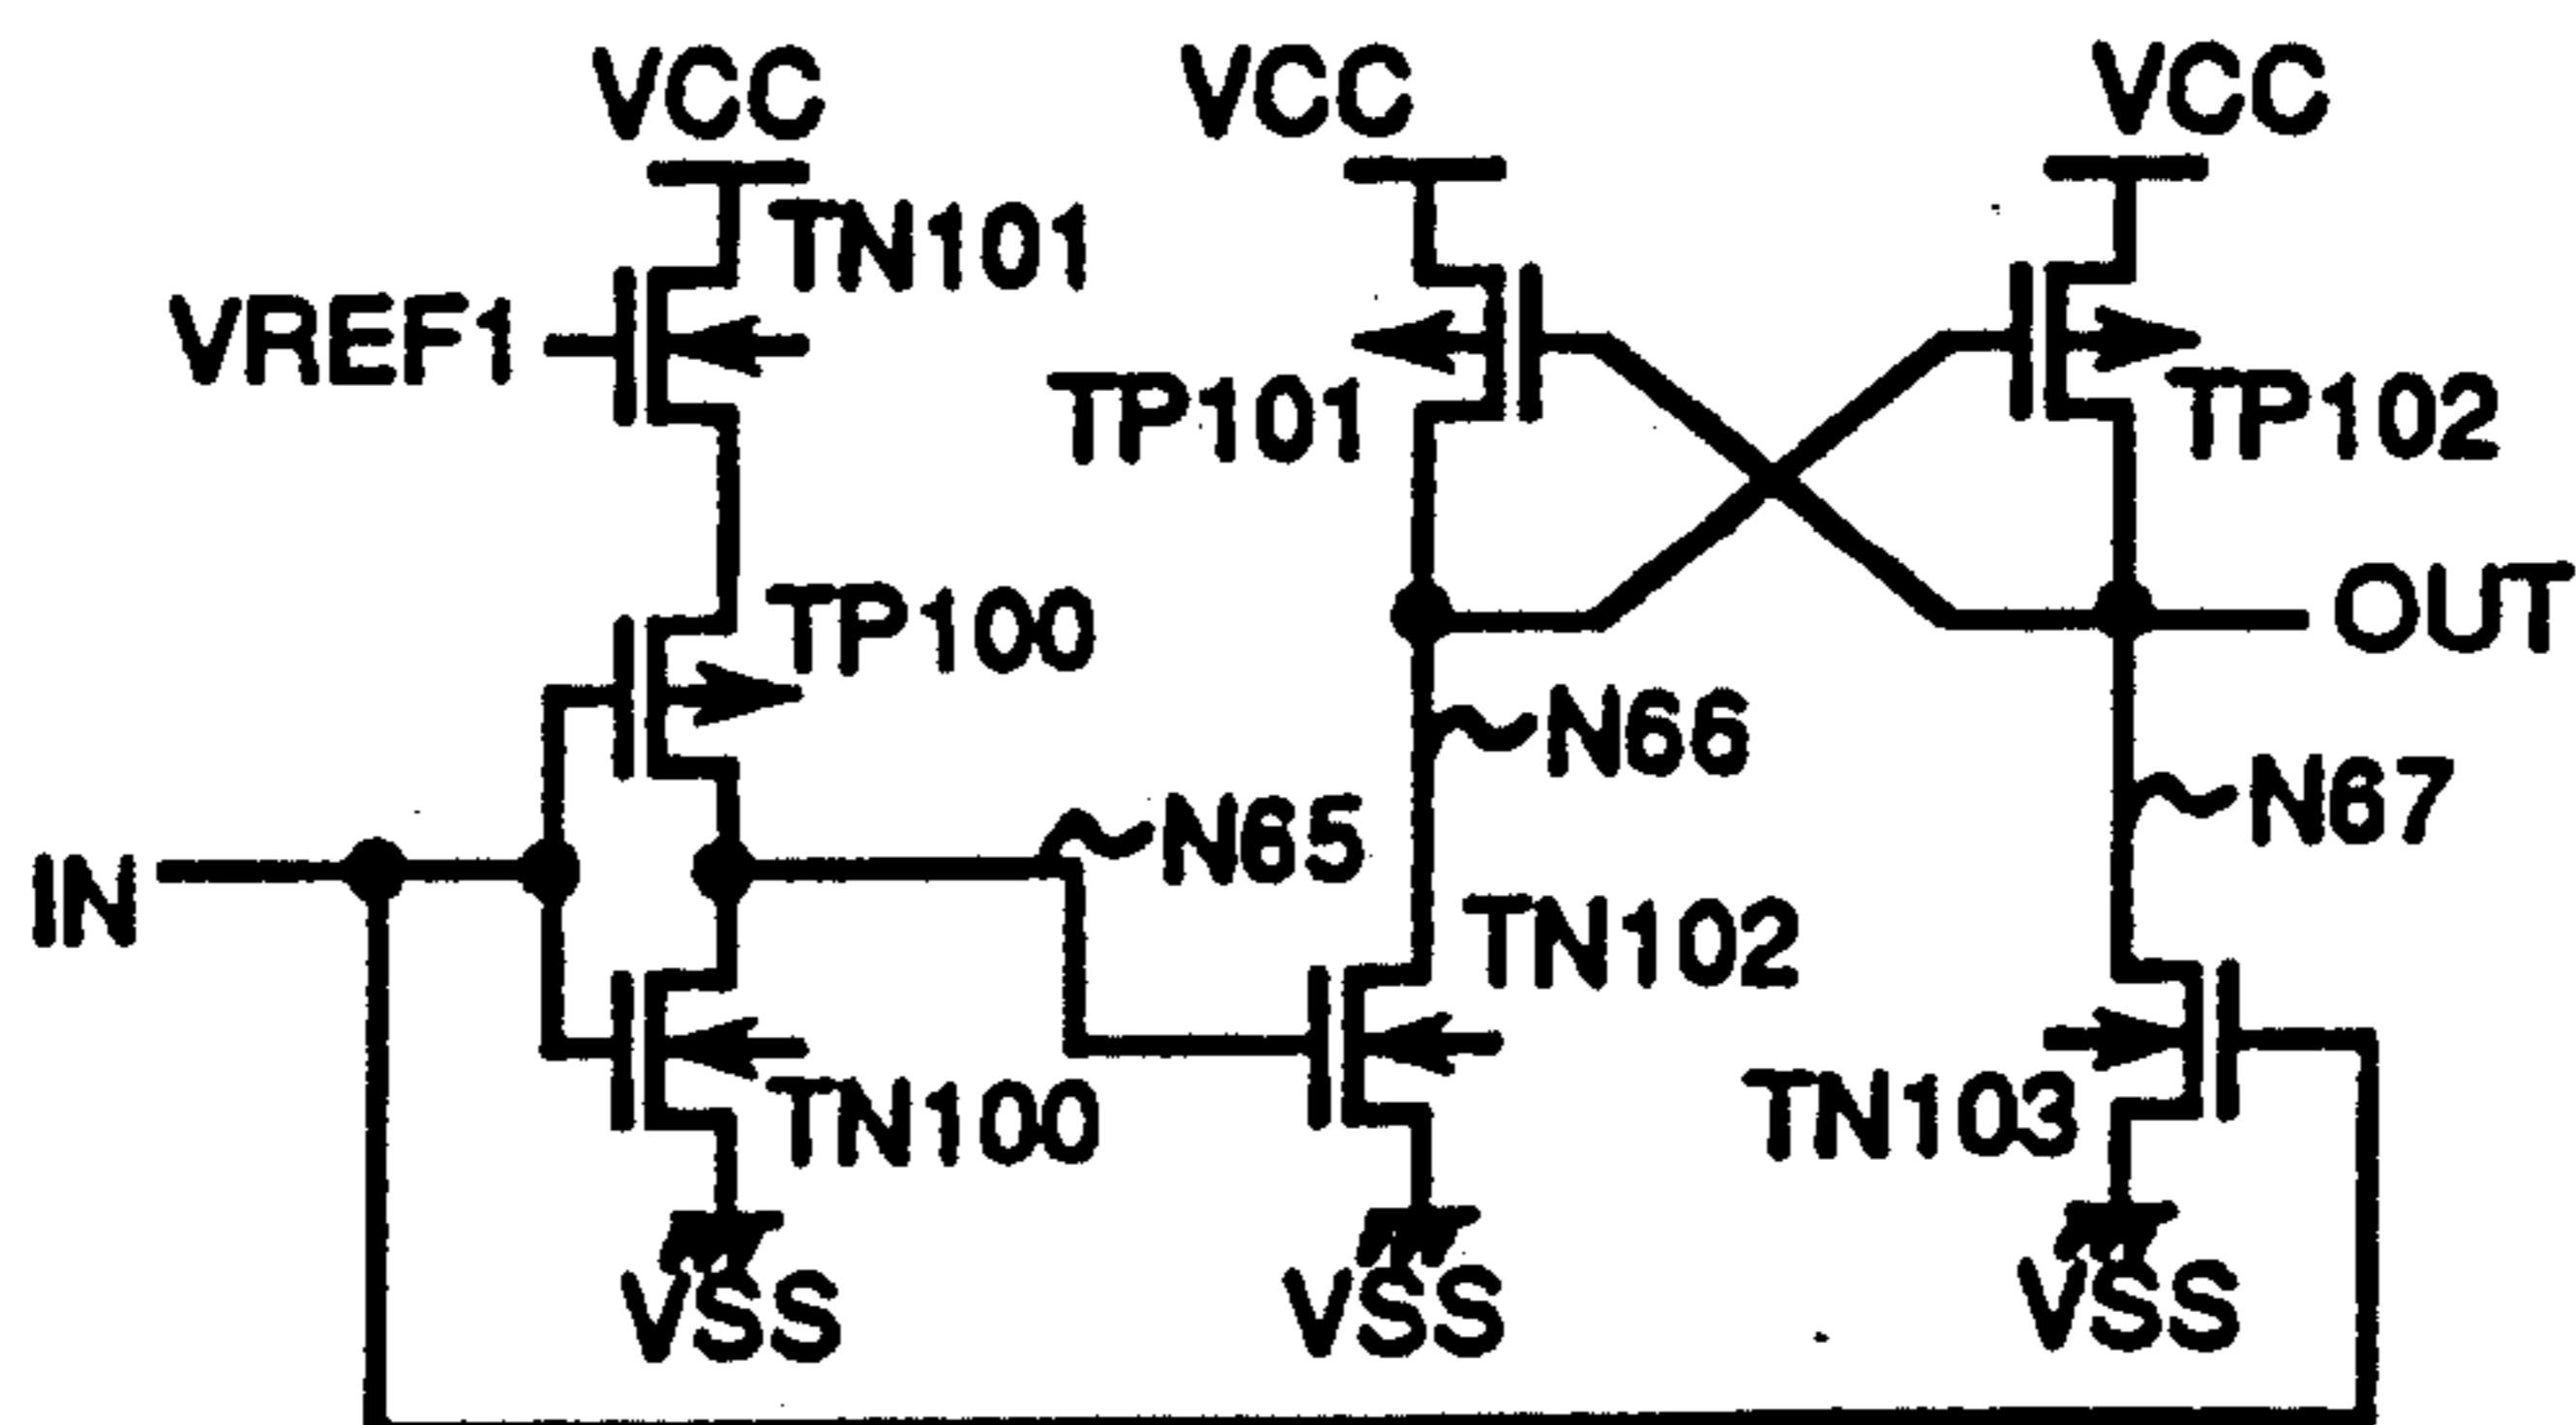 VCC
VCC
VCC
TN101
VREF1
TP101
TP102
TP100
OUT
N66
N67
N65
IN
TN102
TN100
TN103
VSS
VSS
VSS